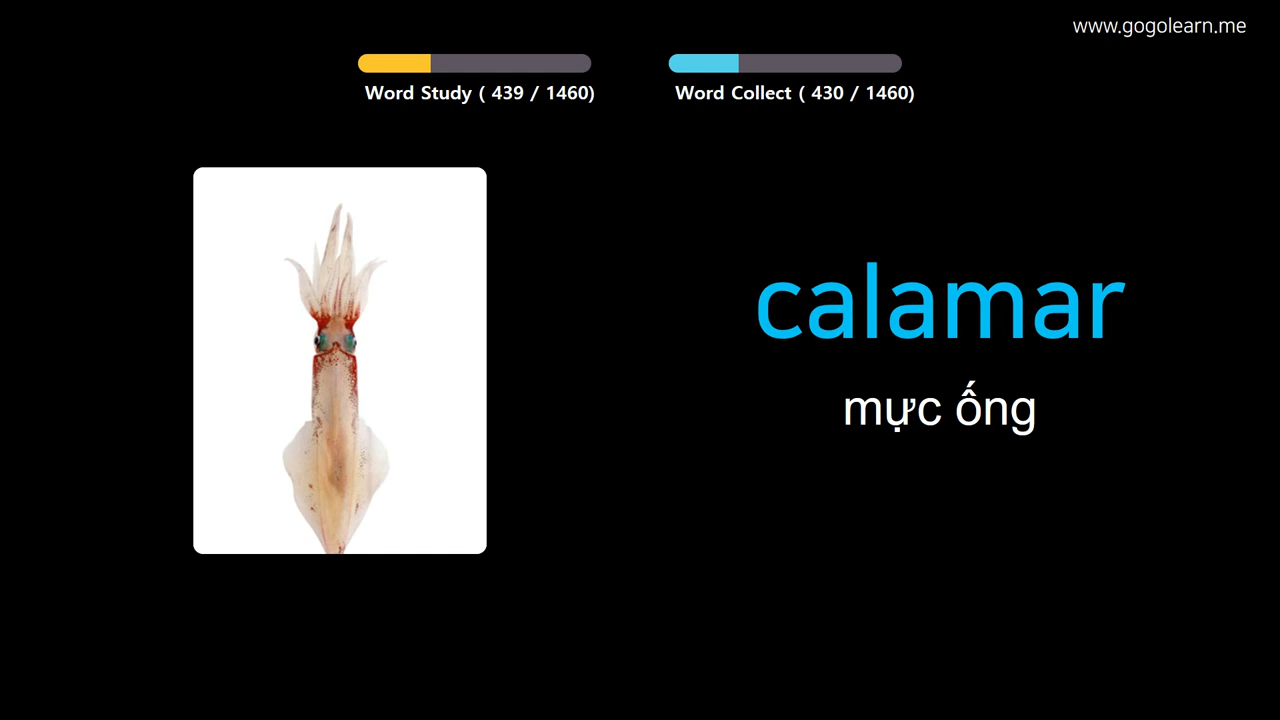 www.gogolearn.me
Word Study ( 439 / 1460)
Word Collect ( 430 / 1460)
calamar
mực ống